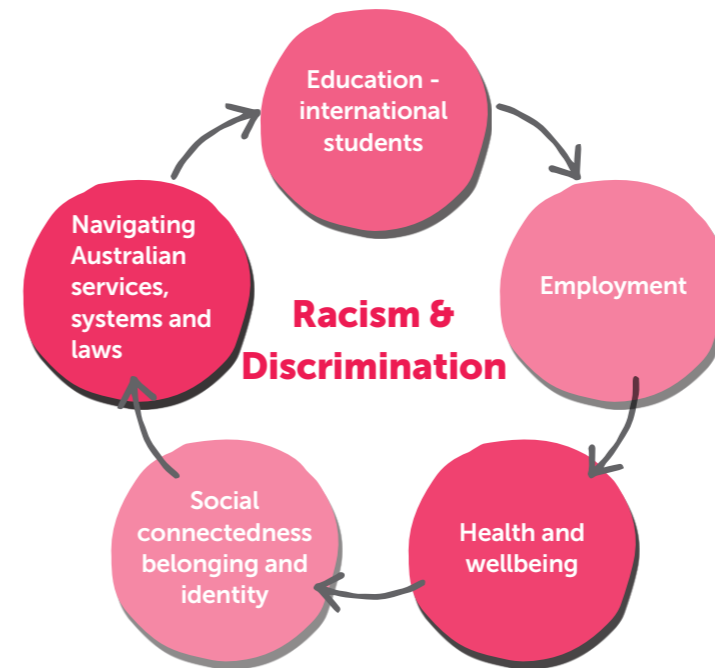 Education -
international
students
Employment
Health and
wellbeing
Social
connectedness
belonging and
identity
Navigating
Australian
services,
systems and
laws
Racism &
Discrimination